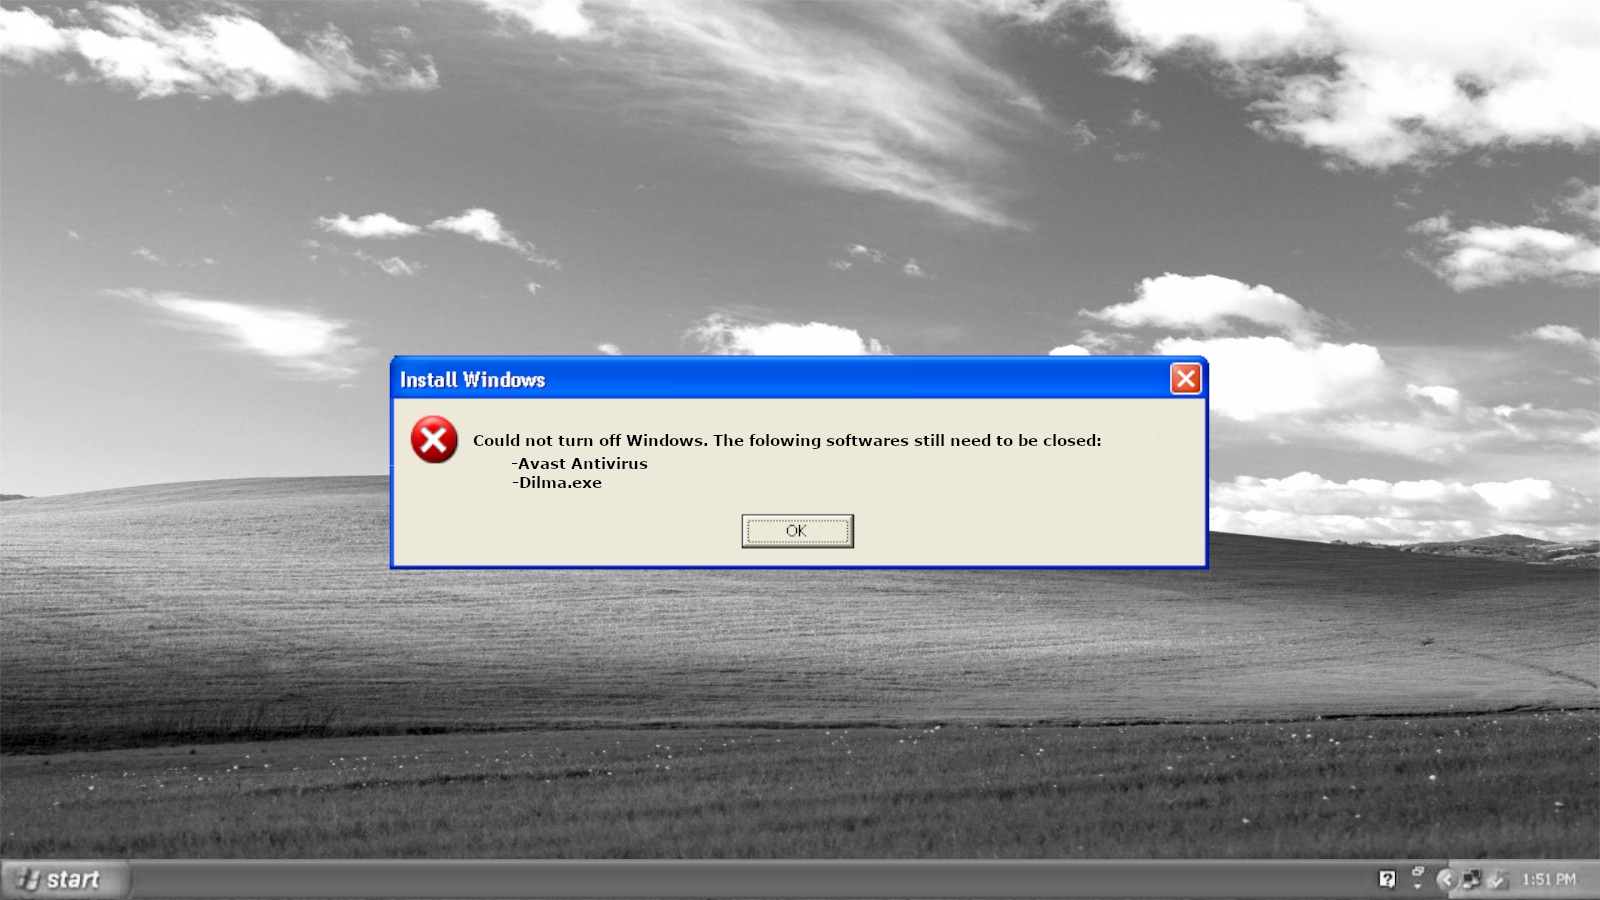 Install Windows
Could not turn off Windows. The folowing softwares still need to be closed:
-Avast Antivirus
-Dilma.exe
OK
start
1:51 PM